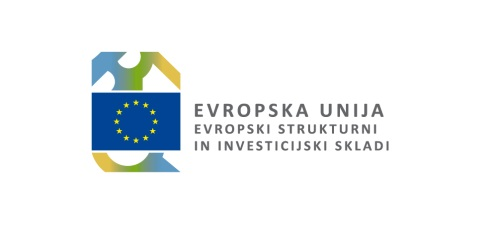 EVROPSKA UNIJA
EVROPSKI STRUKTURNI
IN INVESTICIJSKI SKLADI